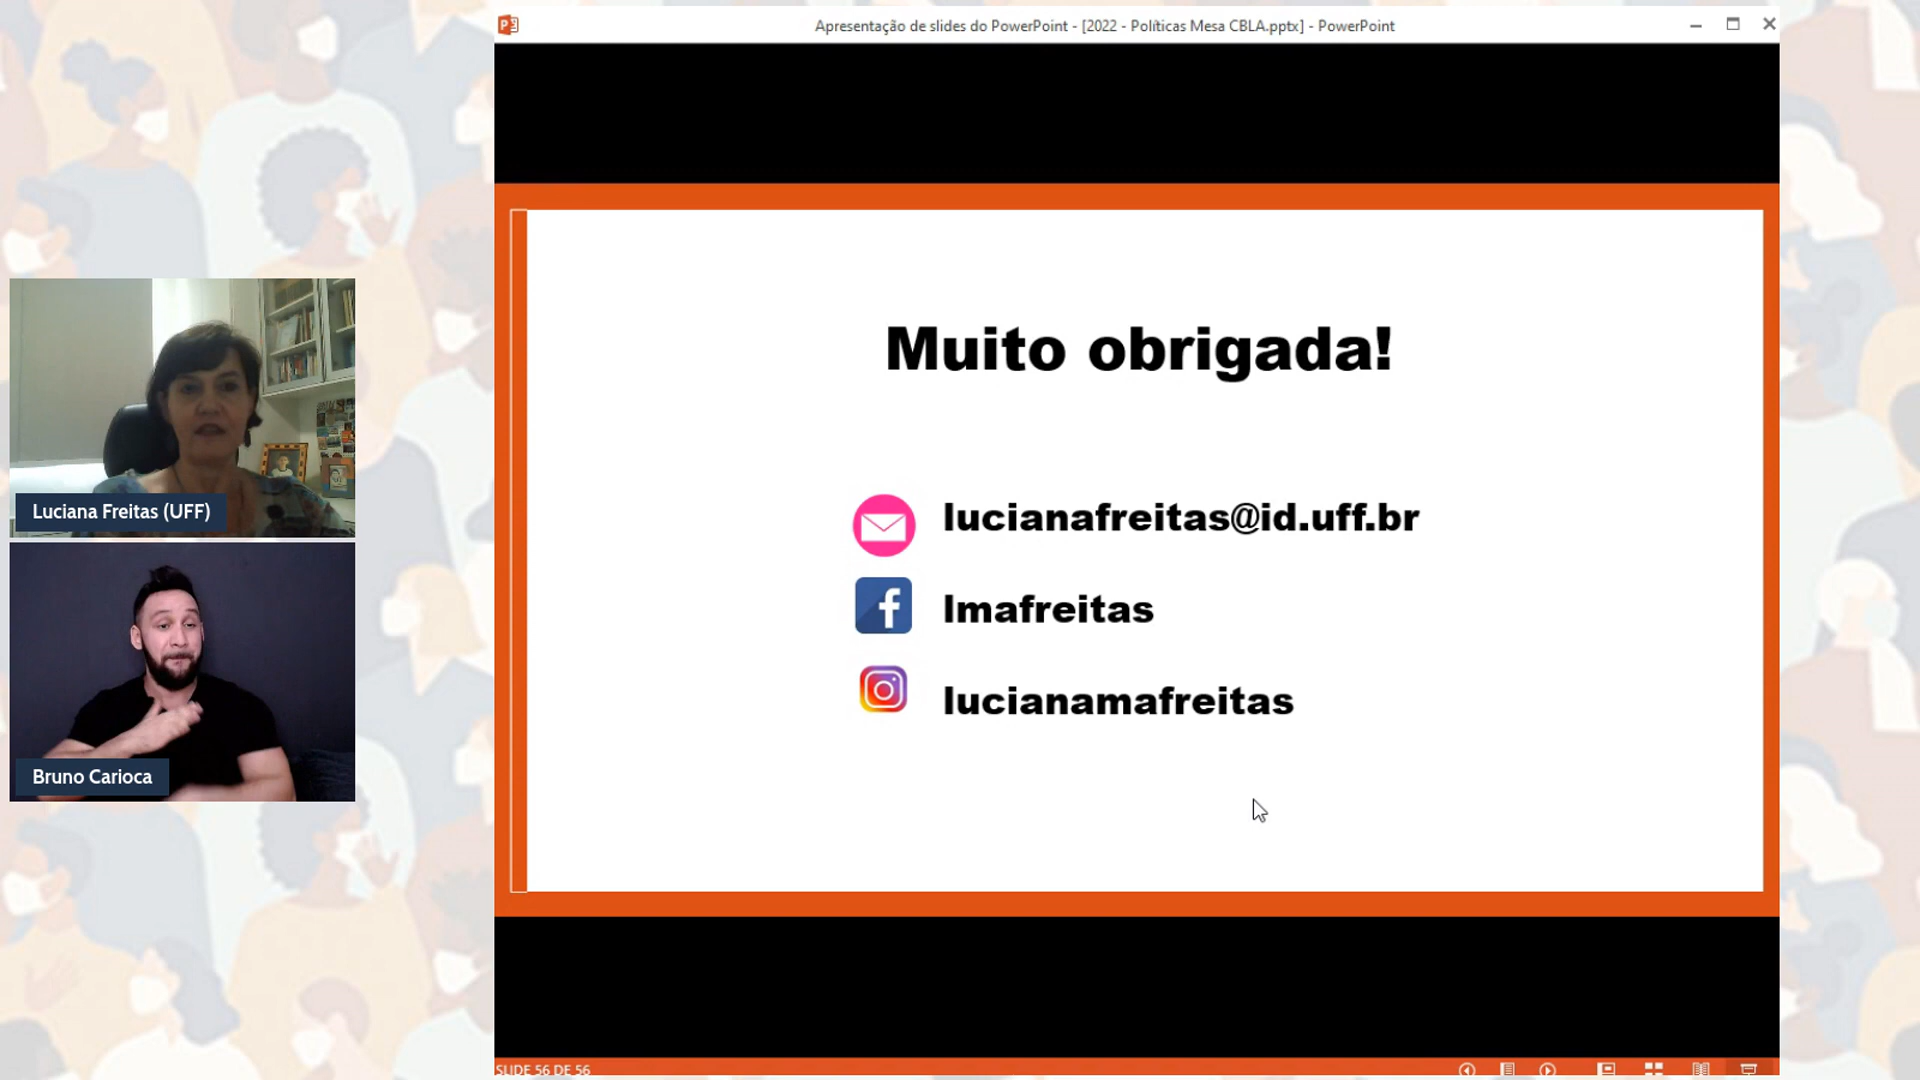 Apresentação de slides do PowerPoint - [2022 - Políticas Mesa CBLA.pptx] - PowerPoint
Muito obrigada!
lucianafreitas@id.uff.br
lmafreitas
lucianamafreitas
Luciana Freitas (UFF)
Bruno Carioca
SLIDE 56 DE 56